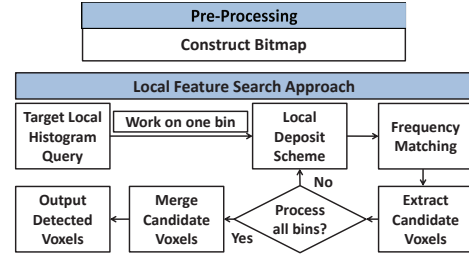 Pre-Processing
Construct Bitmap
Local Feature Search Approach
Target Local
Histogram
Query
Work on one bin
Local
Deposit
Scheme
Frequency
Matching
No
Output
Detected
Voxels
Merge
Candidate
Voxels
Yes
Process
all bins?
Extract
Candidate
Voxels